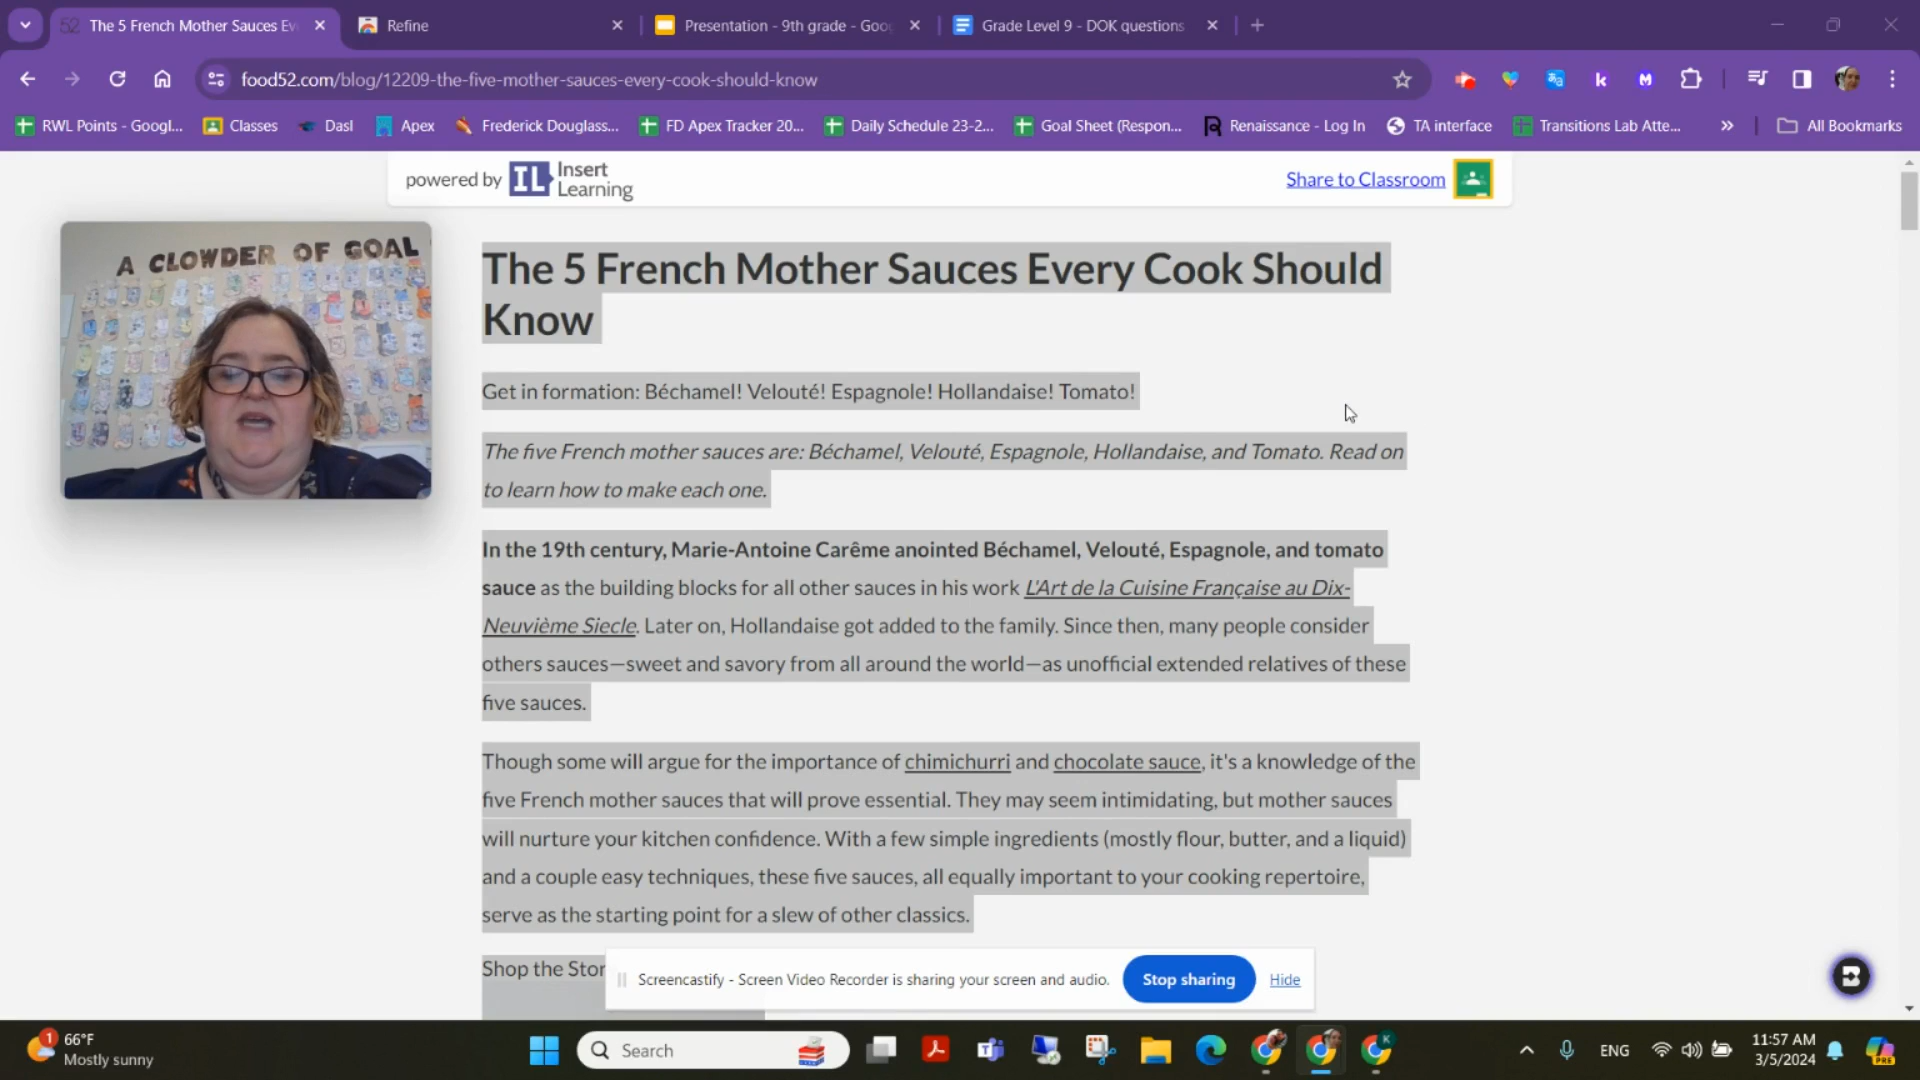 The 5 French Mother Sauces Ev
Refine
Presentation - 9th grade - Goo
Grade Level 9 - DOK questions
food52.com/blog/12209-the-five-mother-sauces-every-cook-should-know
RWL Points - Googl...
Classes
Dasl
Apex
Frederick Douglass...
FD Apex Tracker 20...
Daily Schedule 23-2...
Goal Sheet (Respon...
Renaissance - Log In
TA interface
Transitions Lab Atte...
All Bookmarks
powered by IL Insert Learning
Share to Classroom
A CLOWDER OF GOAL
The 5 French Mother Sauces Every Cook Should
Know
Get in formation: Béchamel! Velouté! Espagnole! Hollandaise! Tomato!
The five French mother sauces are: Béchamel, Velouté, Espagnole, Hollandaise, and Tomato. Read on
to learn how to make each one.
In the 19th century, Marie-Antoine Carême anointed Béchamel, Velouté, Espagnole, and tomato
sauce as the building blocks for all other sauces in his work L'Art de la Cuisine Française au Dix-
Neuvième Siecle. Later on, Hollandaise got added to the family. Since then, many people consider
others sauces—sweet and savory from all around the world—as unofficial extended relatives of these
five sauces.
Though some will argue for the importance of chimichurri and chocolate sauce, it's a knowledge of the
five French mother sauces that will prove essential. They may seem intimidating, but mother sauces
will nurture your kitchen confidence. With a few simple ingredients (mostly flour, butter, and a liquid)
and a couple easy techniques, these five sauces, all equally important to your cooking repertoire,
serve as the starting point for a slew of other classics.
Shop the Stor
Screencastify - Screen Video Recorder is sharing your screen and audio.
Stop sharing
Hide
1
66°F
Mostly sunny
Search
ENG
11:57 AM
3/5/2024
PRE